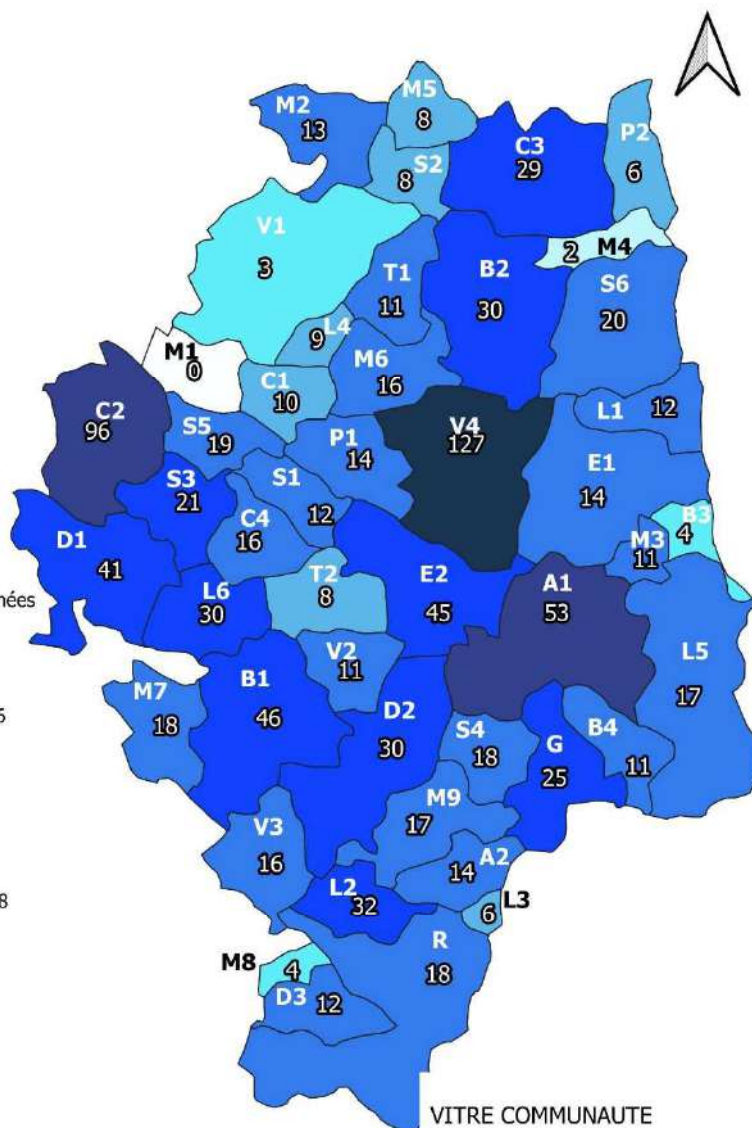 M5
M2
8
P2
13
C3
S2
8
29
6
V1
M4
2
3
T1
B2
S6
11
30
20
L4
9
M6
M1
0
16
C1
10
C2
L1
12
96
S5
19
V4
127
P1
14
E1
S3
S1
14
21
12
B3
4
C4
16
M3
11
D1
41
T2
8
E2
A1
53
L6
30
45
nées
V2
11
L5
17
M7
18
B1
46
D2
30
S4
18
G
25
B4
11
M9
17
V3
16
A2
14
8
L2
32
L3
6
R
18
M8
4
D3
12
VITRE COMMUNAUTE